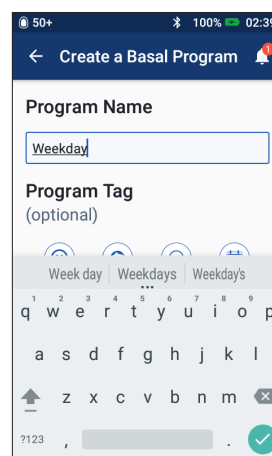 50+ 100% 02:39
Create a Basal Program 1
Program Name
Weekday
Program Tag
(optional)
Week day Weekdays Weekday's
1 2 3 4 5 6 7 8 9
q w e r t y u i o p
a s d f g h j k l
z x c v b n m
?123 , .